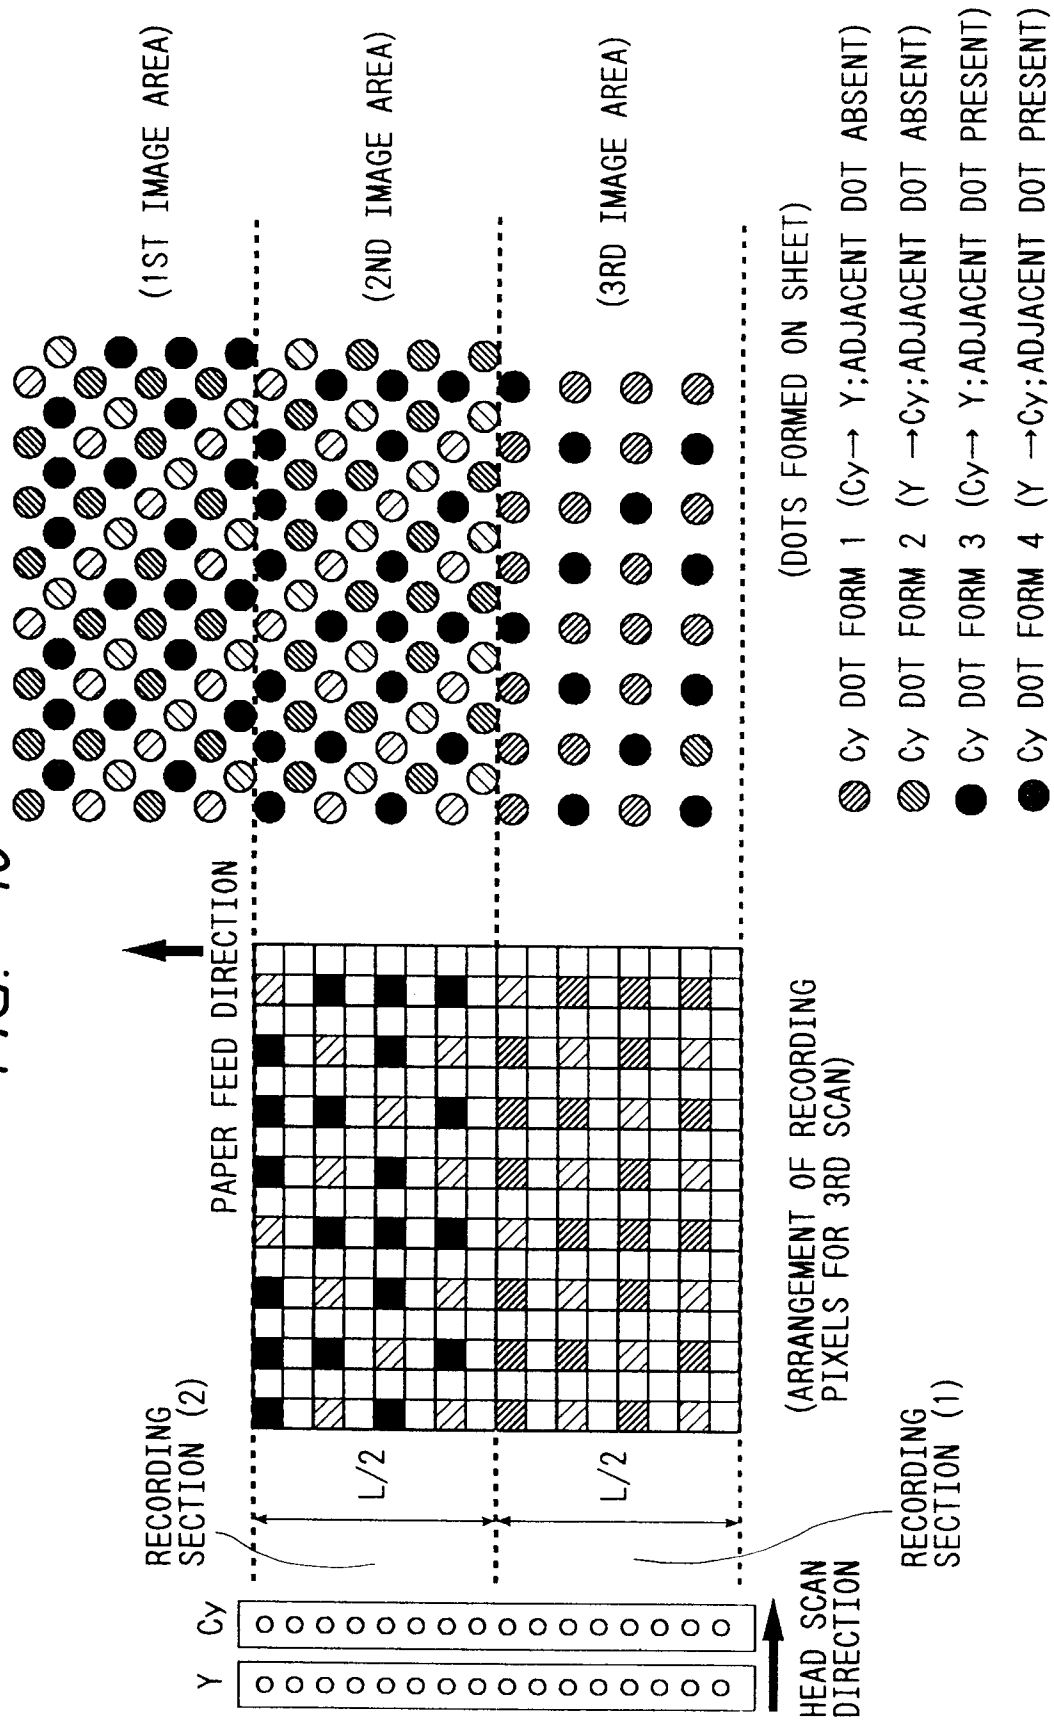 FIG. 10
(1ST IMAGE AREA)
(2ND IMAGE AREA)
(3RD IMAGE AREA)
PAPER FEED DIRECTION
RECORDING
SECTION (2)
L/2
L/2
RECORDING
SECTION (1)
Y
Cy
HEAD SCAN
DIRECTION
(ARRANGEMENT OF RECORDING
PIXELS FOR 3RD SCAN)
(DOTS FORMED ON SHEET)
Cy DOT FORM 1 (Cy→ Y;ADJACENT DOT ABSENT)
Cy DOT FORM 2 (Y →Cy;ADJACENT DOT ABSENT)
Cy DOT FORM 3 (Cy→ Y;ADJACENT DOT PRESENT)
Cy DOT FORM 4 (Y →Cy;ADJACENT DOT PRESENT)